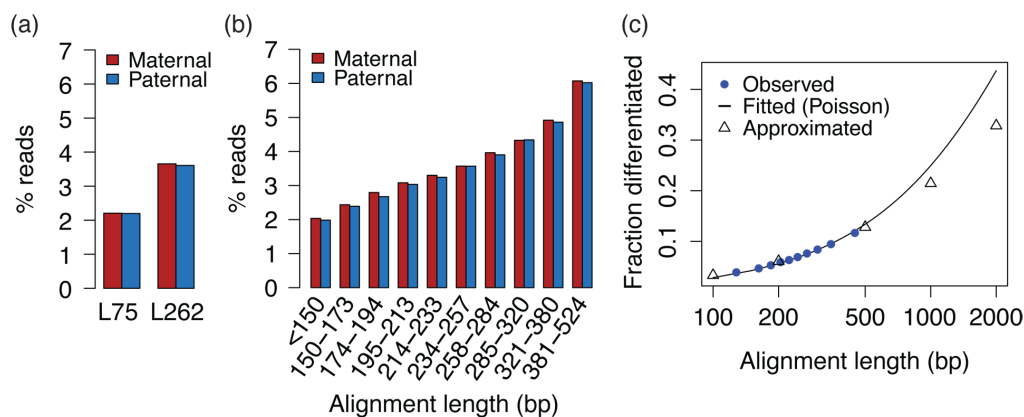 (a)
7
6
5
4
3
2
1
0
% reads
Maternal
Paternal
L75 L262
(b)
7
6
5
4
3
2
1
0
% reads
Maternal
Paternal
<150
150–173
174–194
195–213
214–233
234–257
258–284
285–320
321–380
381–524
Alignment length (bp)
(c)
Fraction differentiated
0.4
0.3
0.2
0.1
Observed
Fitted (Poisson)
Approximated
100 200 500 1000 2000
Alignment length (bp)